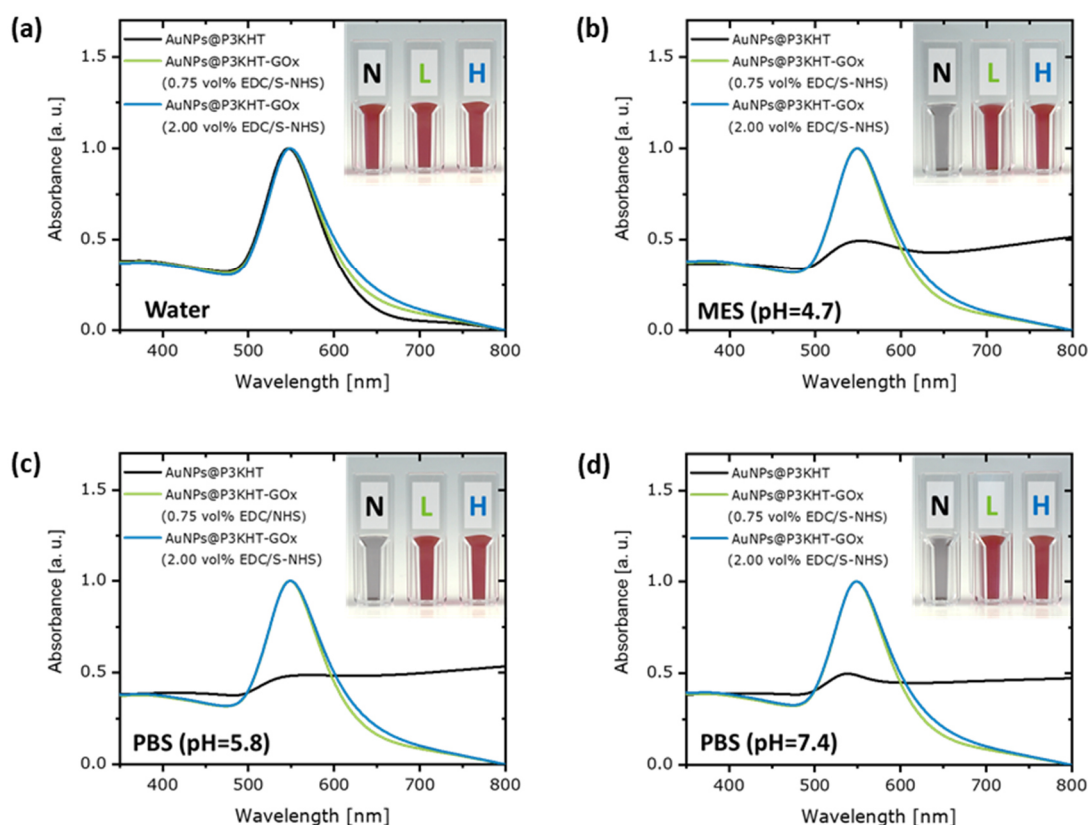 (a)
AuNPs@P3KHT
AuNPs@P3KHT-GOx
(0.75 vol% EDC/S-NHS)
AuNPs@P3KHT-GOx
(2.00 vol% EDC/S-NHS)
N L H
1.5
1.0
0.5
0.0
Absorbance [a. u.]
Water
400 500 600 700 800
Wavelength [nm]
(b)
AuNPs@P3KHT
AuNPs@P3KHT-GOx
(0.75 vol% EDC/S-NHS)
AuNPs@P3KHT-GOx
(2.00 vol% EDC/S-NHS)
N L H
1.5
1.0
0.5
0.0
Absorbance [a. u.]
MES (pH=4.7)
400 500 600 700 800
Wavelength [nm]
(c)
AuNPs@P3KHT
AuNPs@P3KHT-GOx
(0.75 vol% EDC/NHS)
AuNPs@P3KHT-GOx
(2.00 vol% EDC/S-NHS)
N L H
1.5
1.0
0.5
0.0
Absorbance [a. u.]
PBS (pH=5.8)
400 500 600 700 800
Wavelength [nm]
(d)
AuNPs@P3KHT
AuNPs@P3KHT-GOx
(0.75 vol% EDC/S-NHS)
AuNPs@P3KHT-GOx
(2.00 vol% EDC/S-NHS)
N L H
1.5
1.0
0.5
0.0
Absorbance [a. u.]
PBS (pH=7.4)
400 500 600 700 800
Wavelength [nm]